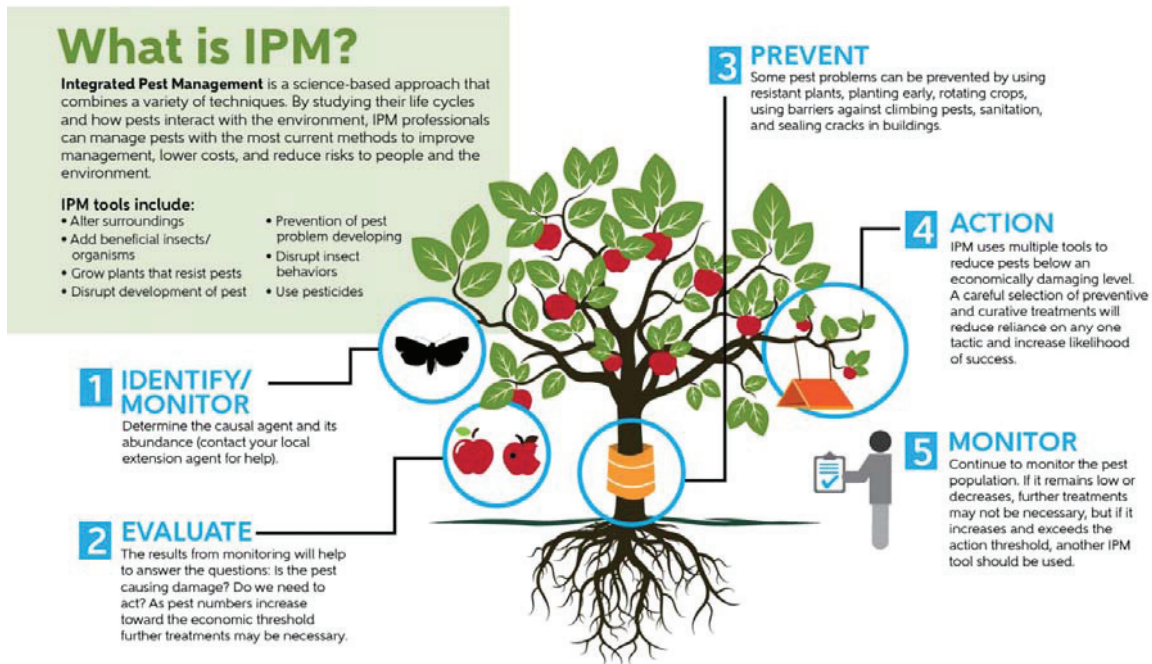 What is IPM?
Integrated Pest Management is a science-based approach that
combines a variety of techniques. By studying their life cycles
and how pests interact with the environment, IPM professionals
can manage pests with the most current methods to improve
management, lower costs, and reduce risks to people and the
environment.
IPM tools include:
• Alter surroundings
• Add beneficial insects/
organisms
• Grow plants that resist pests
• Disrupt development of pest
• Prevention of pest
problem developing
• Disrupt insect
behaviors
• Use pesticides
1 IDENTIFY/
MONITOR
Determine the causal agent and its
abundance (contact your local
extension agent for help).
2 EVALUATE
The results from monitoring will help
to answer the questions: Is the pest
causing damage? Do we need to
act? As pest numbers increase
toward the economic threshold
further treatments may be necessary.
3 PREVENT
Some pest problems can be prevented by using
resistant plants, planting early, rotating crops,
using barriers against climbing pests, sanitation,
and sealing cracks in buildings.
4 ACTION
IPM uses multiple tools to
reduce pests below an
economically damaging level.
A careful selection of preventive
and curative treatments will
reduce reliance on any one
tactic and increase likelihood
of success.
5 MONITOR
Continue to monitor the pest
population. If it remains low or
decreases, further treatments
may not be necessary, but if it
increases and exceeds the
action threshold, another IPM
tool should be used.